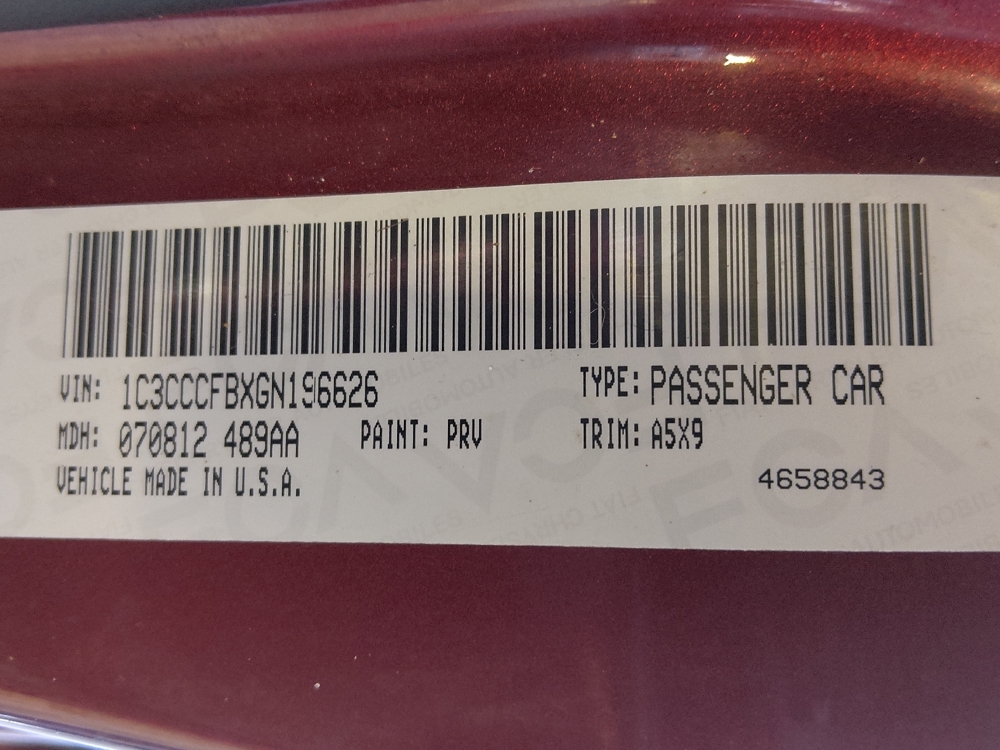 VIN: 1C3CCCFBXGN196626 TYPE: PASSENGER CAR
MDH: 070812 489AA PAINT: PRV TRIM: A5X9
VEHICLE MADE IN U.S.A. 4658843